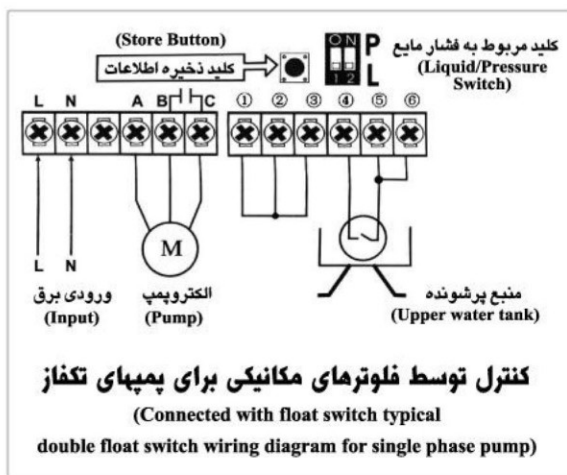 (Store Button)
کلید ذخیره اطلاعات
ON
1 2
P
L
کلید مربوط به فشار مایع
(Liquid/Pressure
Switch)
L N A B C ① ② ③ ④ ⑤ ⑥
M
L N
ورودی برق
(Input)
الکتروپمپ
(Pump)
منبع پرشونده
(Upper water tank)
کنترل توسط فلوترهای مکانیکی برای پمپهای تکفاز
(Connected with float switch typical
double float switch wiring diagram for single phase pump)